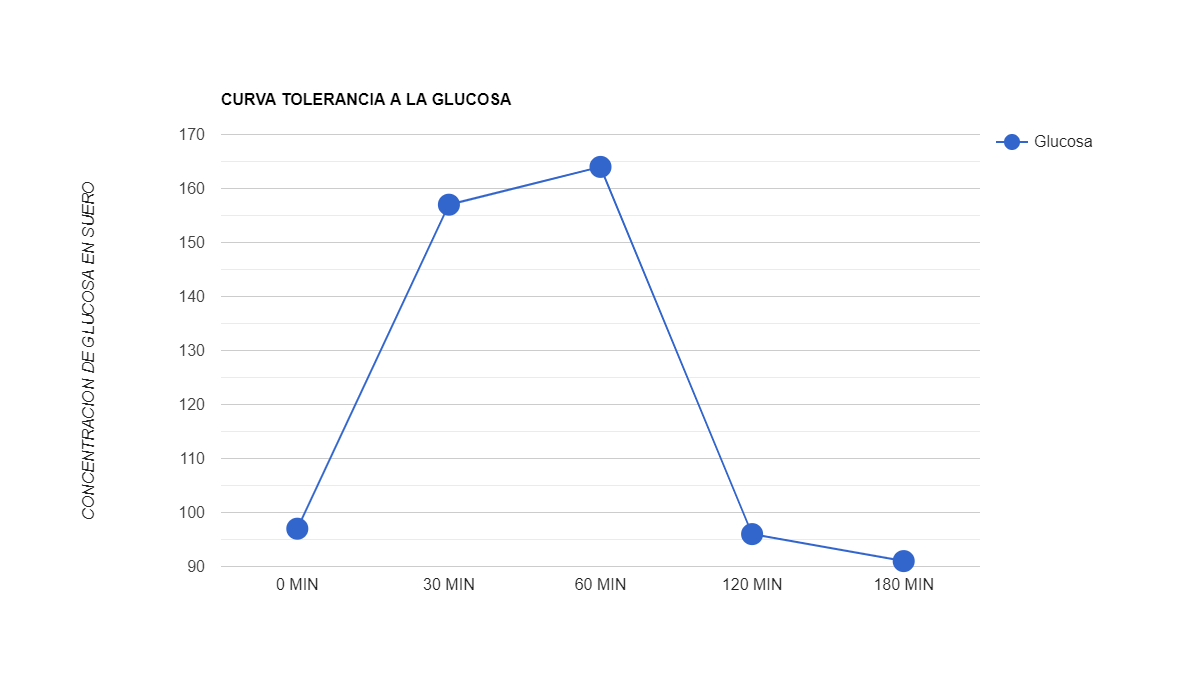 CURVA TOLERANCIA A LA GLUCOSA
CONCENTRACION DE GLUCOSA EN SUERO
170
160
150
140
130
120
110
100
90
0 MIN
30 MIN
60 MIN
120 MIN
180 MIN
Glucosa